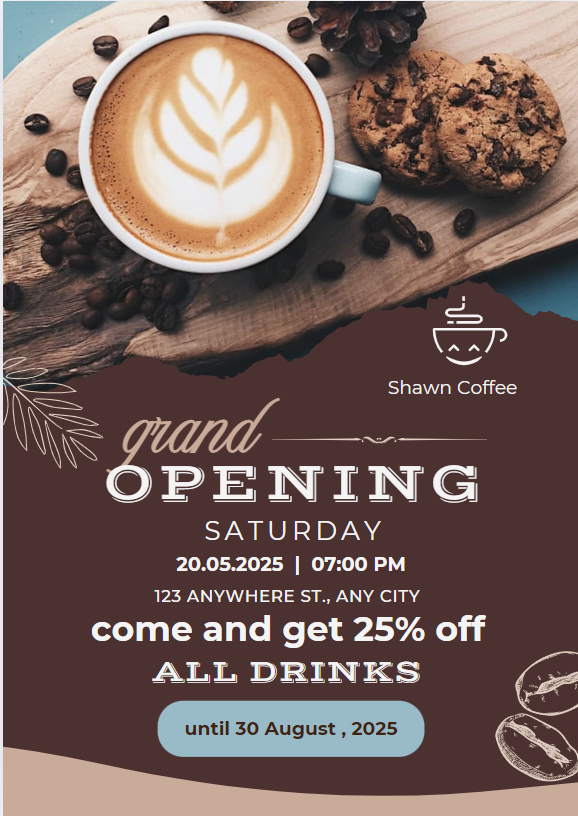 Shawn Coffee
grand
OPENING
SATURDAY
20.05.2025 | 07:00 PM
123 ANYWHERE ST., ANY CITY
come and get 25% off
ALL DRINKS
until 30 August , 2025